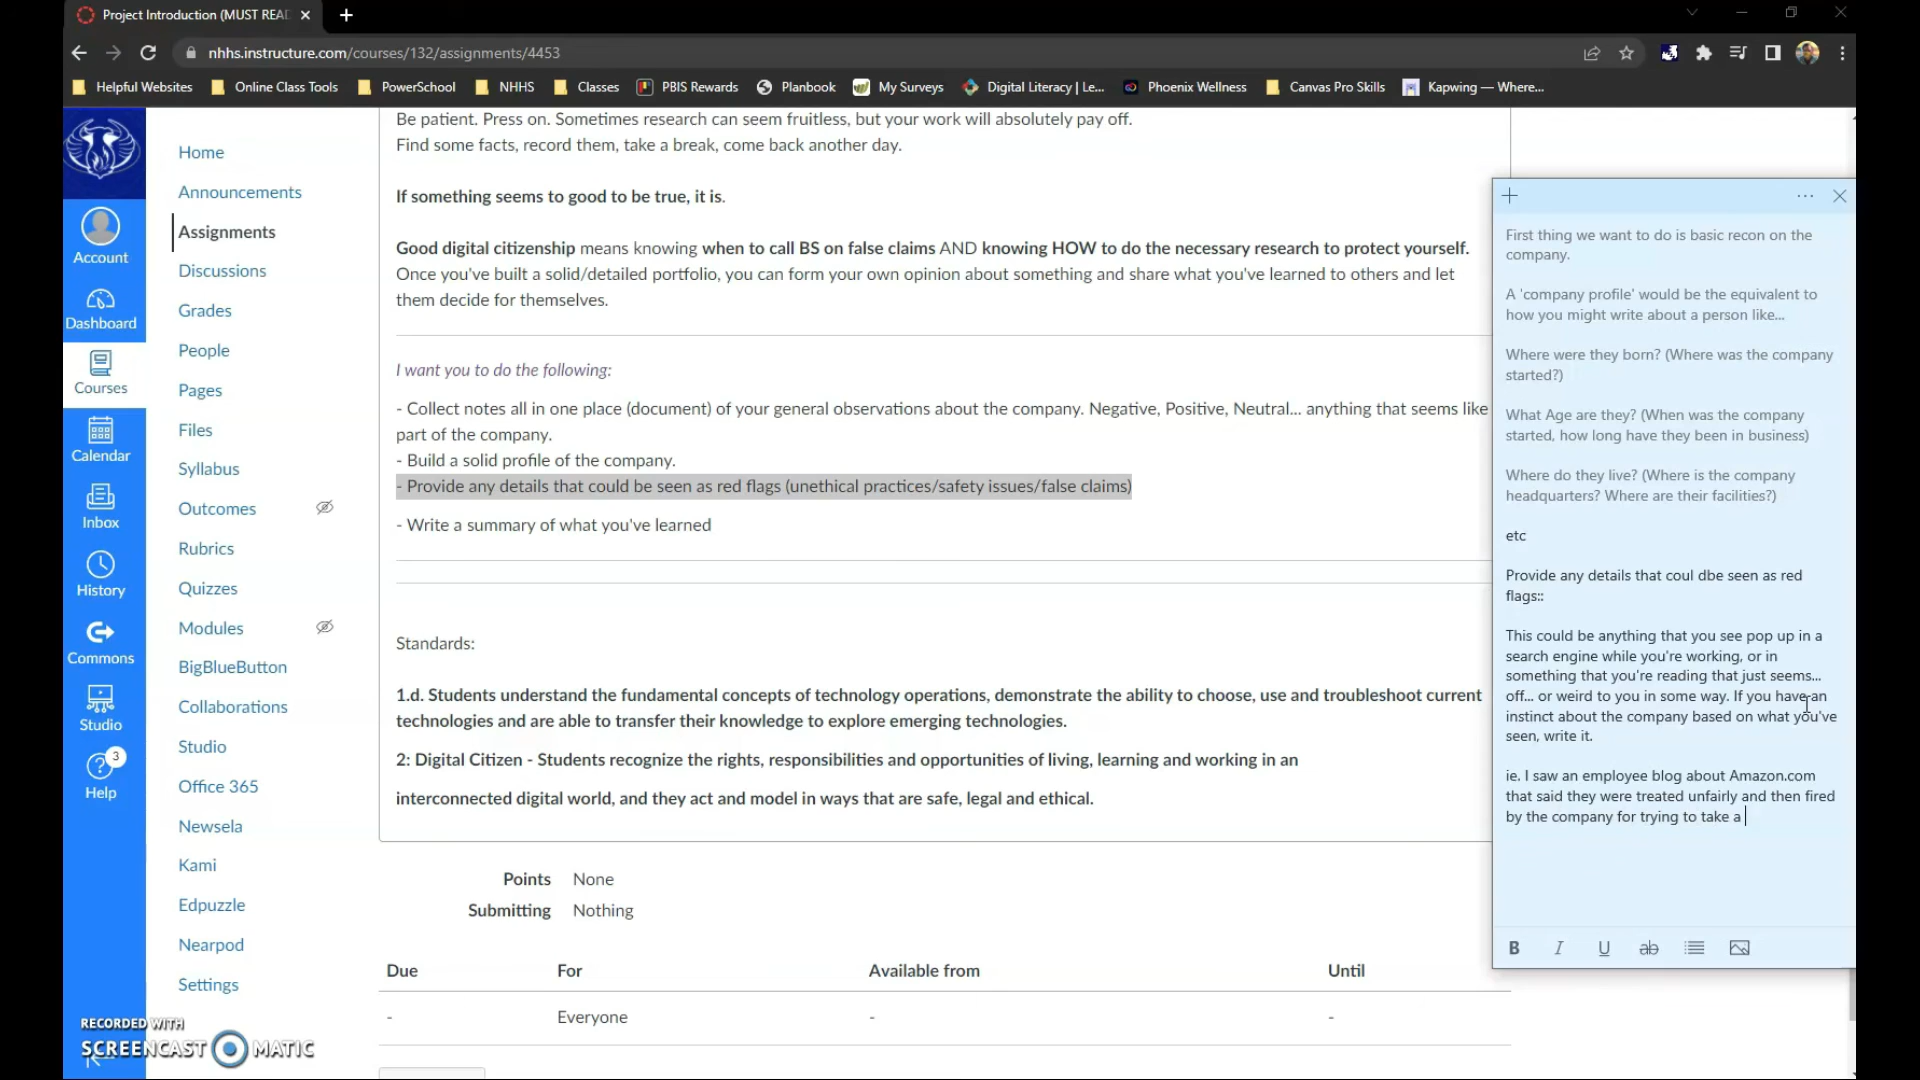 Project Introduction (MUST REA
nhhs.instructure.com/courses/132/assignments/4453
Helpful Websites
Online Class Tools
PowerSchool
NHHS
Classes
PBIS Rewards
Planbook
My Surveys
Digital Literacy | Le...
Phoenix Wellness
Canvas Pro Skills
Kapwing — Where...
Account
Dashboard
Courses
Calendar
Inbox
History
Commons
Studio
3
Help
Home
Announcements
Assignments
Discussions
Grades
People
Pages
Files
Syllabus
Outcomes
Rubrics
Quizzes
Modules
BigBlueButton
Collaborations
Studio
Office 365
Newsela
Kami
Edpuzzle
Nearpod
Settings
Be patient. Press on. Sometimes research can seem fruitless, but your work will absolutely pay off.
Find some facts, record them, take a break, come back another day.
If something seems to good to be true, it is.
Good digital citizenship means knowing when to call BS on false claims AND knowing HOW to do the necessary research to protect yourself.
Once you've built a solid/detailed portfolio, you can form your own opinion about something and share what you've learned to others and let
them decide for themselves.
I want you to do the following:
- Collect notes all in one place (document) of your general observations about the company. Negative, Positive, Neutral... anything that seems like
part of the company.
- Build a solid profile of the company.
- Provide any details that could be seen as red flags (unethical practices/safety issues/false claims)
- Write a summary of what you've learned
Standards:
1.d. Students understand the fundamental concepts of technology operations, demonstrate the ability to choose, use and troubleshoot current
technologies and are able to transfer their knowledge to explore emerging technologies.
2: Digital Citizen - Students recognize the rights, responsibilities and opportunities of living, learning and working in an
interconnected digital world, and they act and model in ways that are safe, legal and ethical.
Points None
Submitting Nothing
Due For Available from Until
- Everyone - -
First thing we want to do is basic recon on the
company.
A 'company profile' would be the equivalent to
how you might write about a person like...
Where were they born? (Where was the company
started?)
What Age are they? (When was the company
started, how long have they been in business)
Where do they live? (Where is the company
headquarters? Where are their facilities?)
etc
Provide any details that coul dbe seen as red
flags::
This could be anything that you see pop up in a
search engine while you're working, or in
something that you're reading that just seems...
off... or weird to you in some way. If you have an
instinct about the company based on what you've
seen, write it.
ie. I saw an employee blog about Amazon.com
that said they were treated unfairly and then fired
by the company for trying to take a
B I U ab
RECORDED WITH
SCREENCAST MATIC